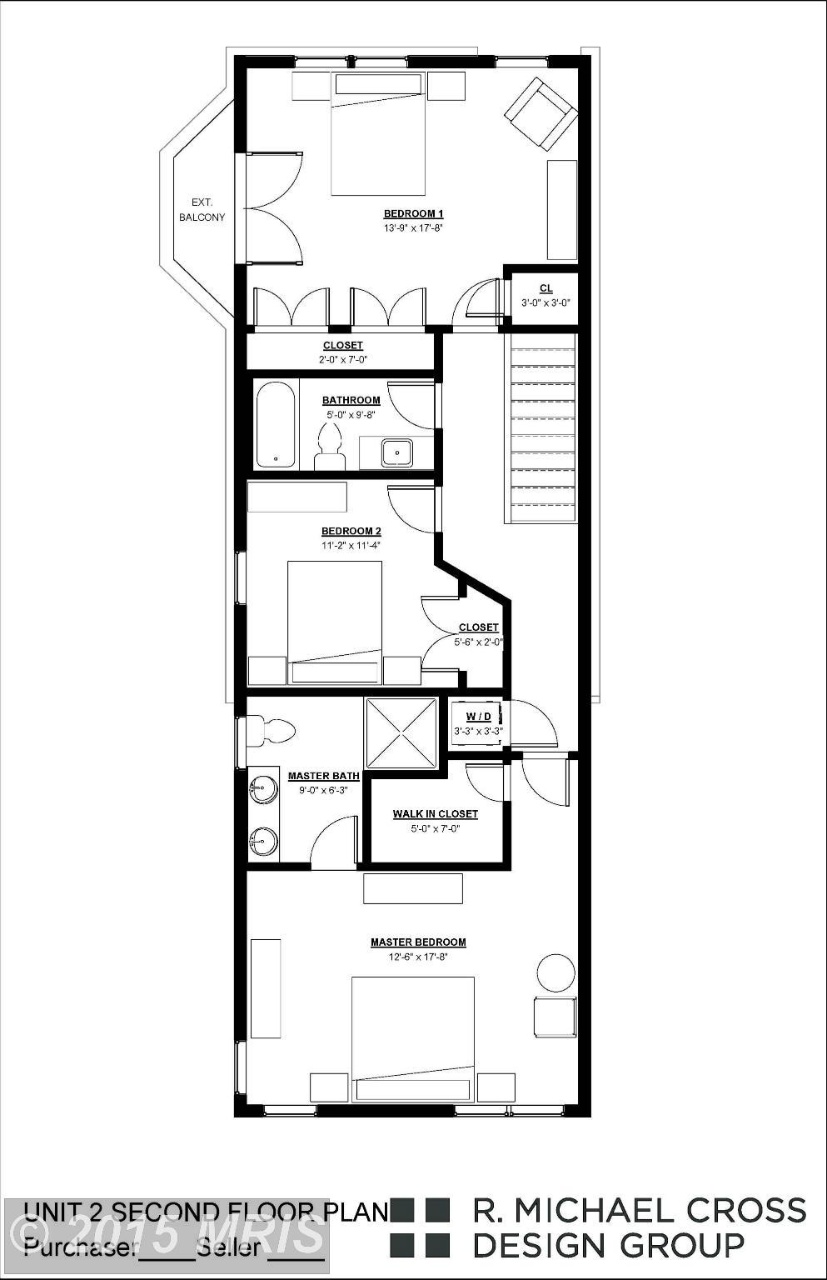 EXT.
BALCONY
BEDROOM 1
13'-9" x 17'-8"
CL
3'-0" x 3'-0"
CLOSET
2'-0" x 7'-0"
BATHROOM
5'-0" x 9'-8"
BEDROOM 2
11'-2" x 11'-4"
CLOSET
5'-6" x 2'-0"
W / D
3'-3" x 3'-3"
MASTER BATH
9'-0" x 6'-3"
WALK IN CLOSET
5'-0" x 7'-0"
MASTER BEDROOM
12'-6" x 17'-8"
UNIT 2 SECOND FLOOR PLAN
Purchaser____Seller ____
© 2015 MRIS
R. MICHAEL CROSS
DESIGN GROUP